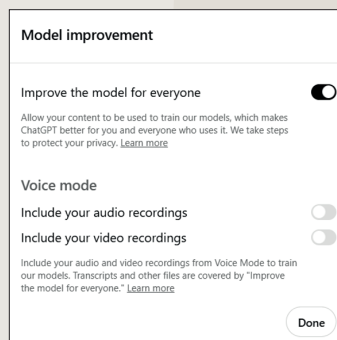 Model improvement
Improve the model for everyone
Allow your content to be used to train our models, which makes
ChatGPT better for you and everyone who uses it. We take steps
to protect your privacy. Learn more
Voice mode
Include your audio recordings
Include your video recordings
Include your audio and video recordings from Voice Mode to train
our models. Transcripts and other files are covered by "Improve
the model for everyone." Learn more
Done